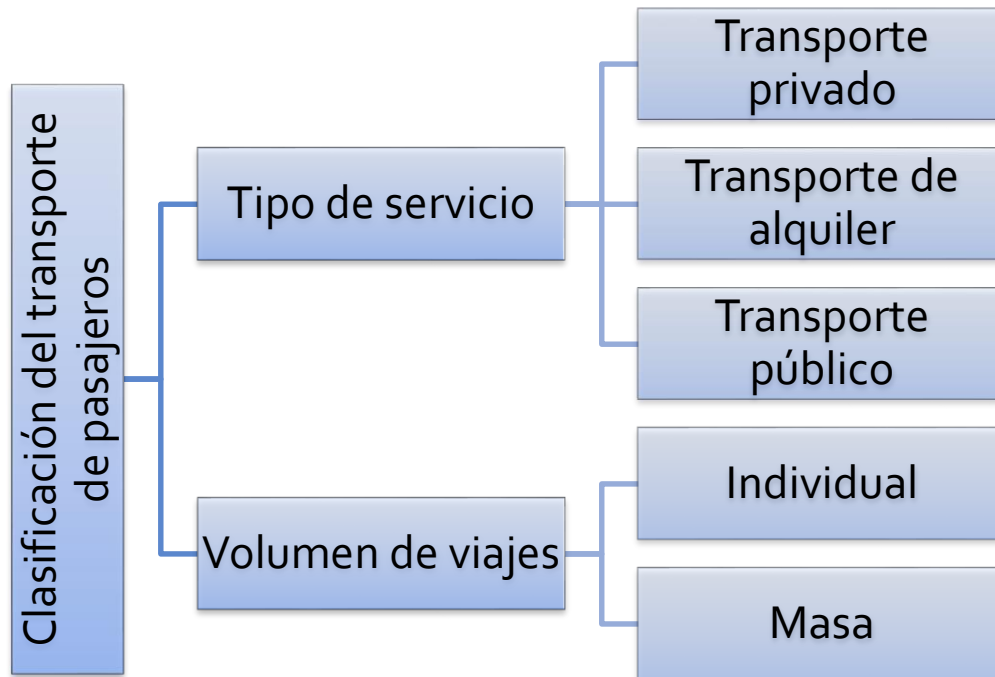 Clasificación del transporte
de pasajeros
Tipo de servicio
Transporte
privado
Transporte de
alquiler
Transporte
público
Volumen de viajes
Individual
Masa